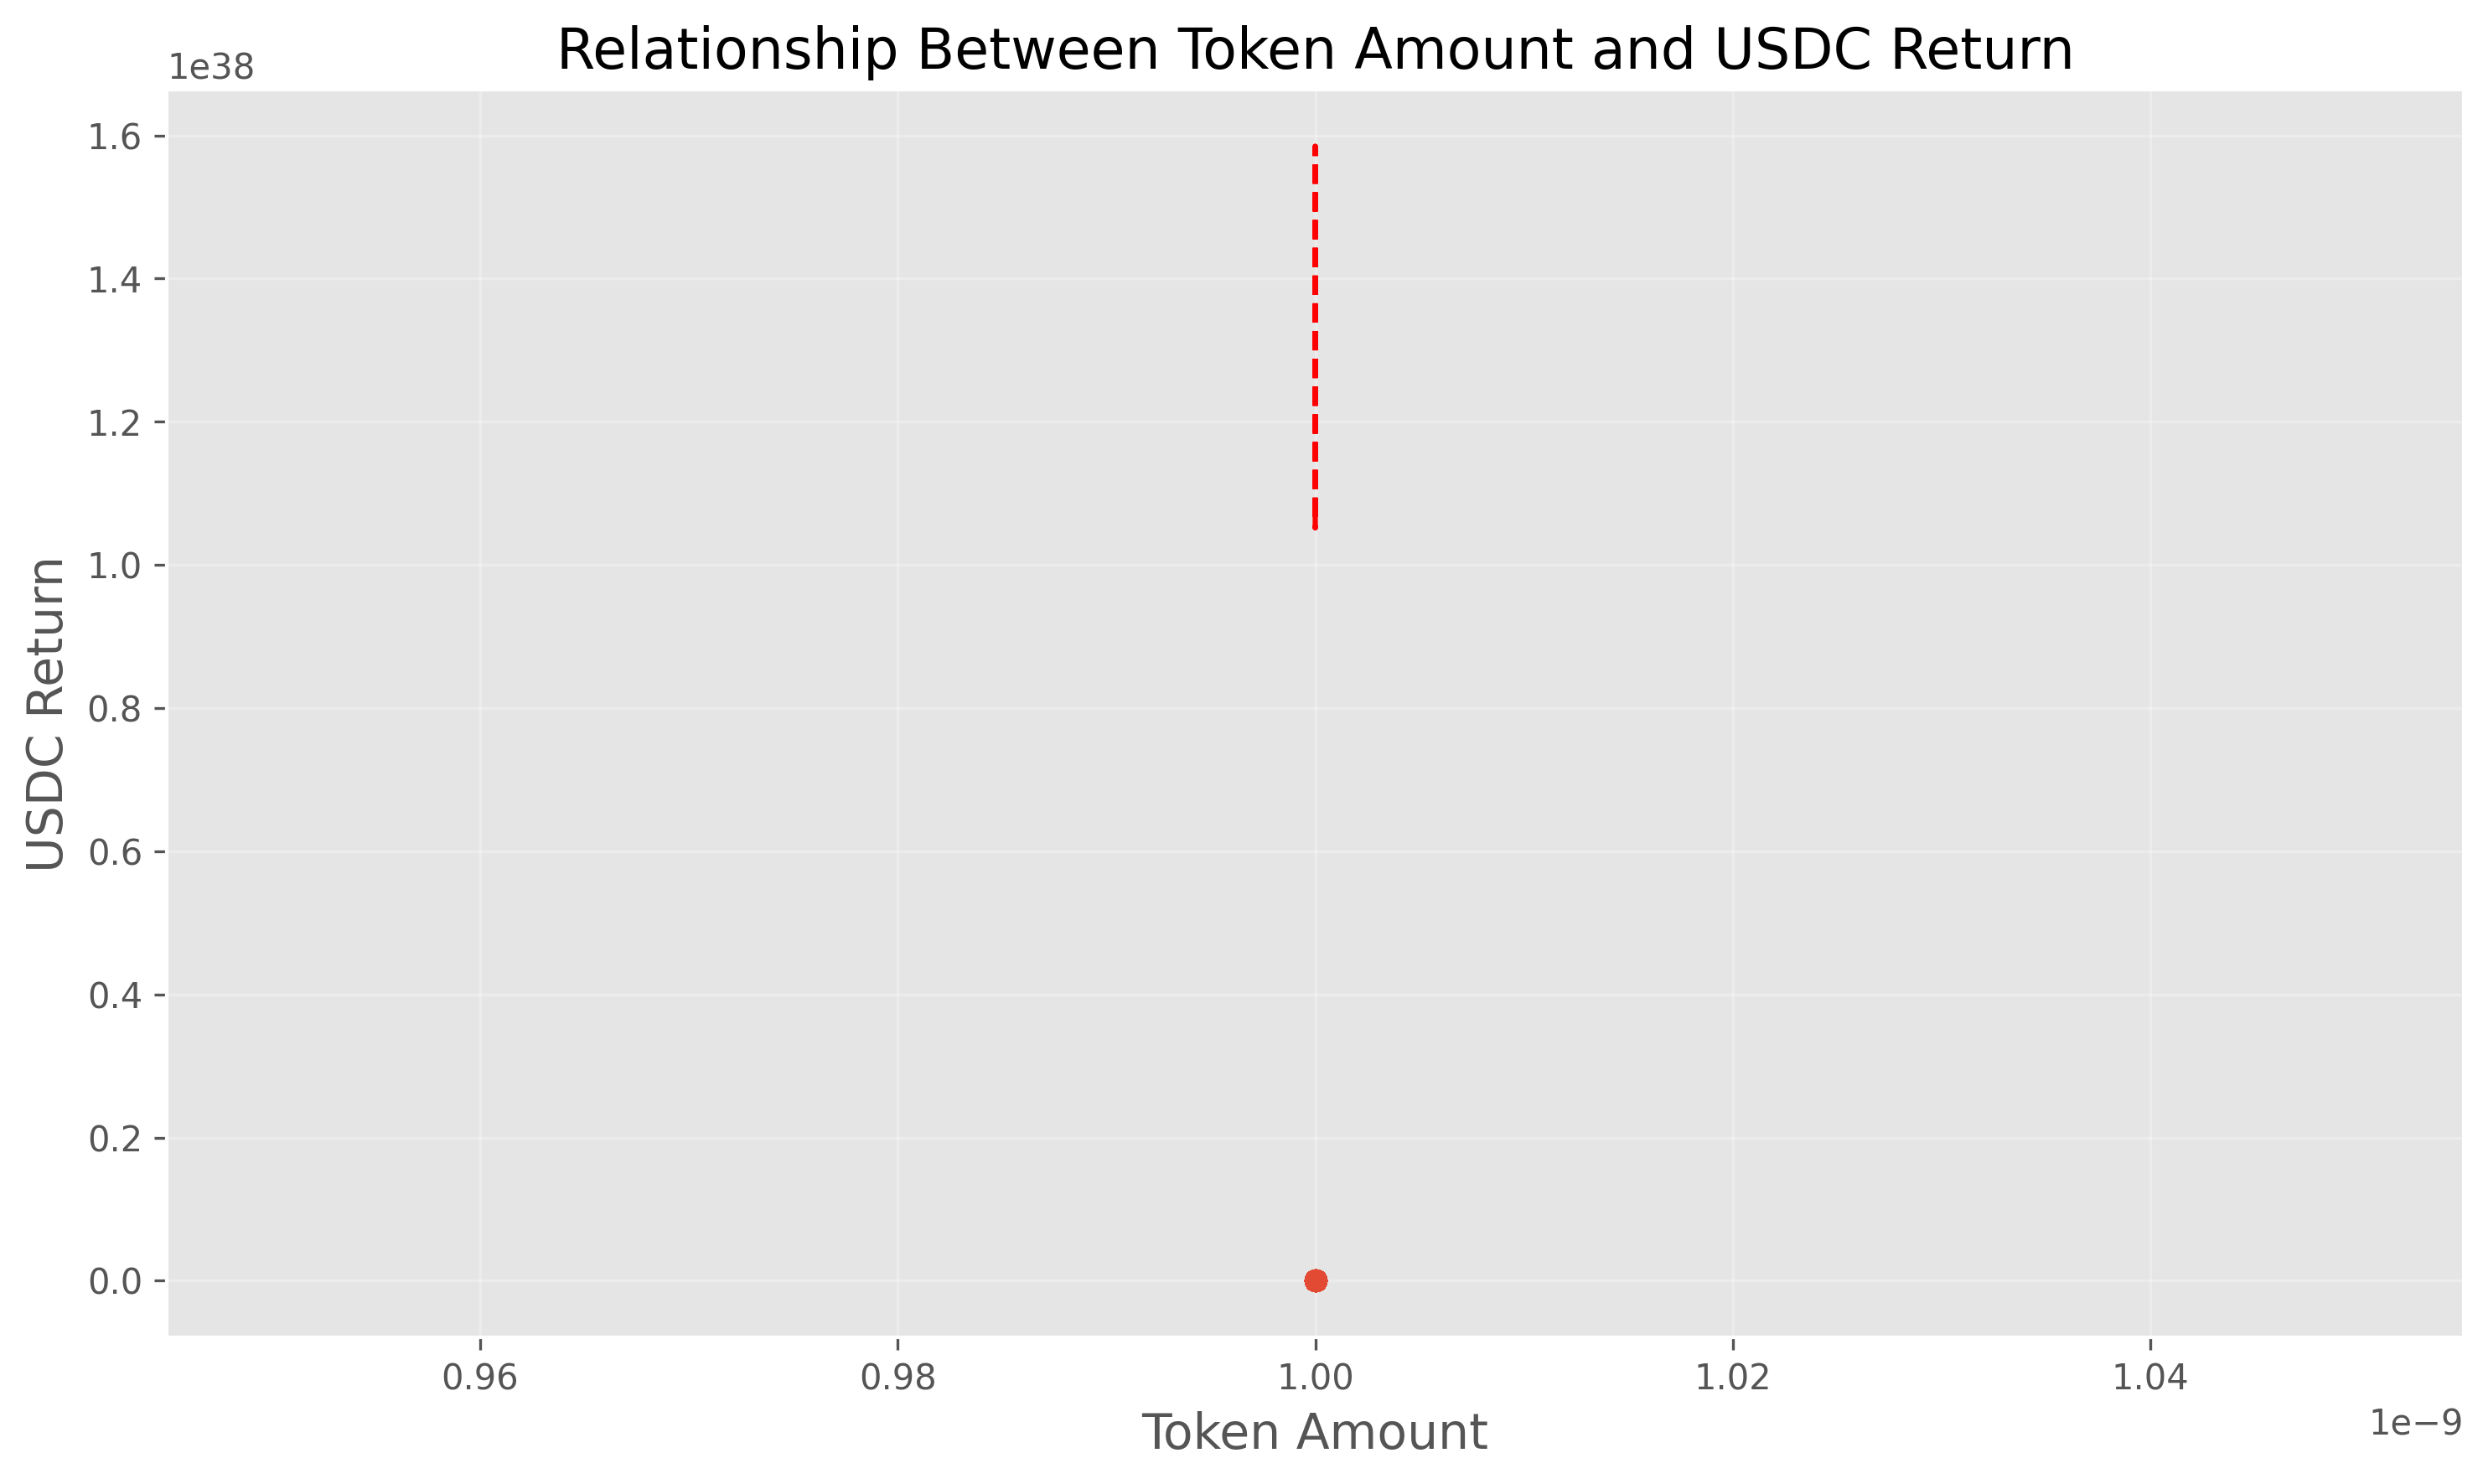 Relationship Between Token Amount and USDC Return
1e38
1.6
1.4
1.2
1.0
0.8
0.6
0.4
0.2
0.0
USDC Return
0.96 0.98 1.00 1.02 1.04
1e−9
Token Amount